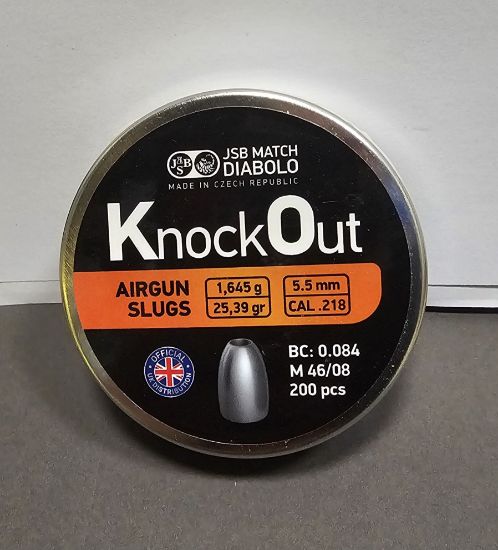 JSB
JSB MATCH
DIABOLO
MADE IN CZECH REPUBLIC
KnockOut
AIRGUN
SLUGS
1,645 g
25,39 gr
5.5 mm
CAL .218
BC: 0.084
M 46/08
200 pcs
OFFICIAL
UK DISTRIBUTION